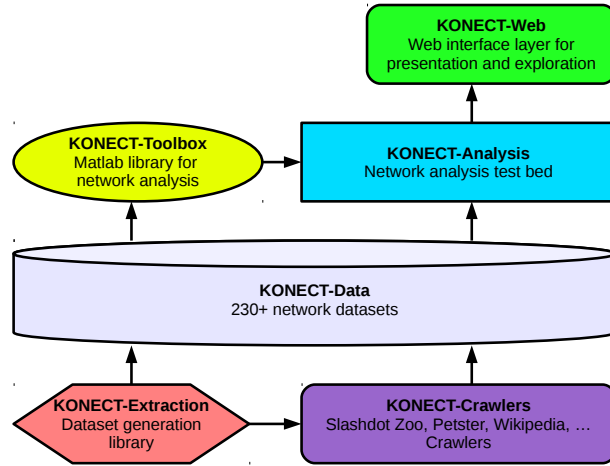 KONECT-Web
Web interface layer for
presentation and exploration
KONECT-Toolbox
Matlab library for
network analysis
KONECT-Analysis
Network analysis test bed
KONECT-Data
230+ network datasets
KONECT-Extraction
Dataset generation
library
KONECT-Crawlers
Slashdot Zoo, Petster, Wikipedia, …
Crawlers